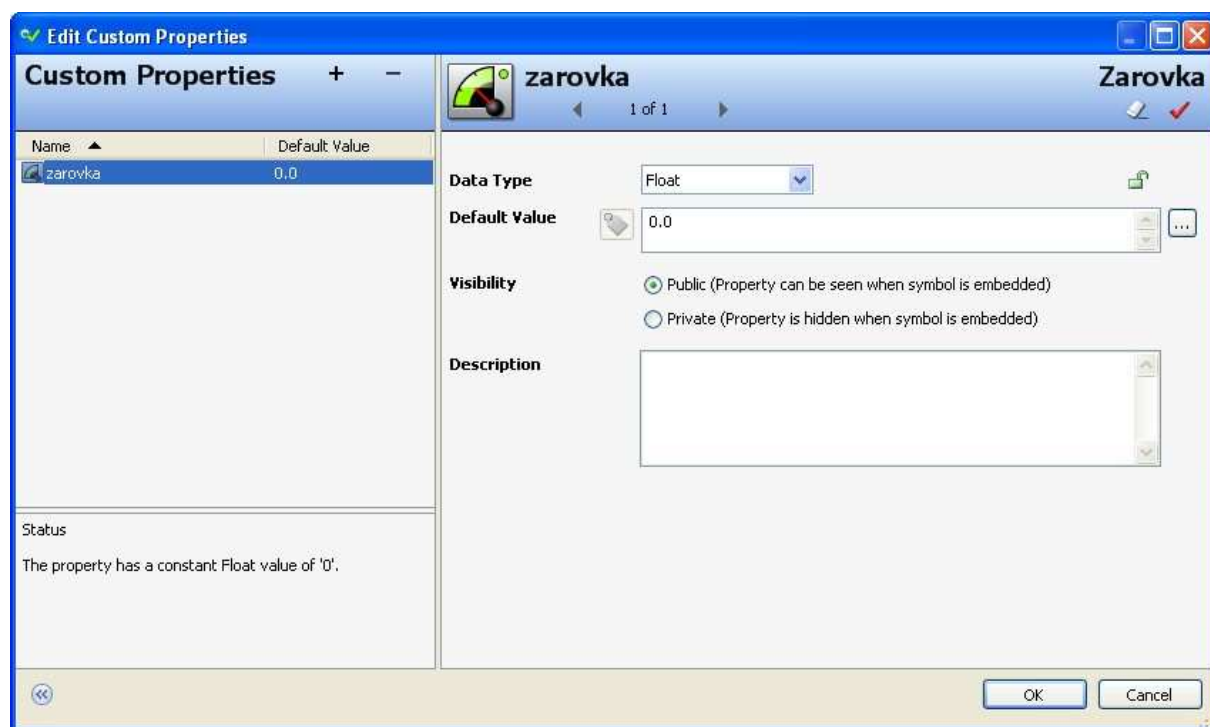 Edit Custom Properties
Custom Properties + −
Name Default Value
zarovka 0.0
Status
The property has a constant Float value of '0'.
zarovka
1 of 1
Zarovka
Data Type Float
Default Value 0.0 ...
Visibility Public (Property can be seen when symbol is embedded)
Private (Property is hidden when symbol is embedded)
Description
OK Cancel